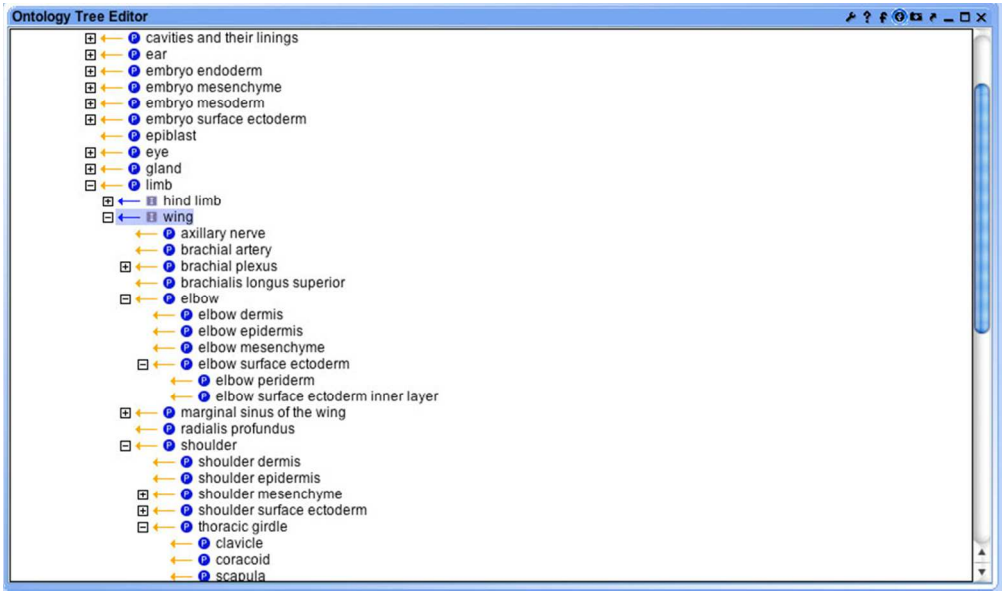 Ontology Tree Editor
cavities and their linings
ear
embryo endoderm
embryo mesenchyme
embryo mesoderm
embryo surface ectoderm
epiblast
eye
gland
limb
hind limb
wing
axillary nerve
brachial artery
brachial plexus
brachialis longus superior
elbow
elbow dermis
elbow epidermis
elbow mesenchyme
elbow surface ectoderm
elbow periderm
elbow surface ectoderm inner layer
marginal sinus of the wing
radialis profundus
shoulder
shoulder dermis
shoulder epidermis
shoulder mesenchyme
shoulder surface ectoderm
thoracic girdle
clavicle
coracoid
scapula